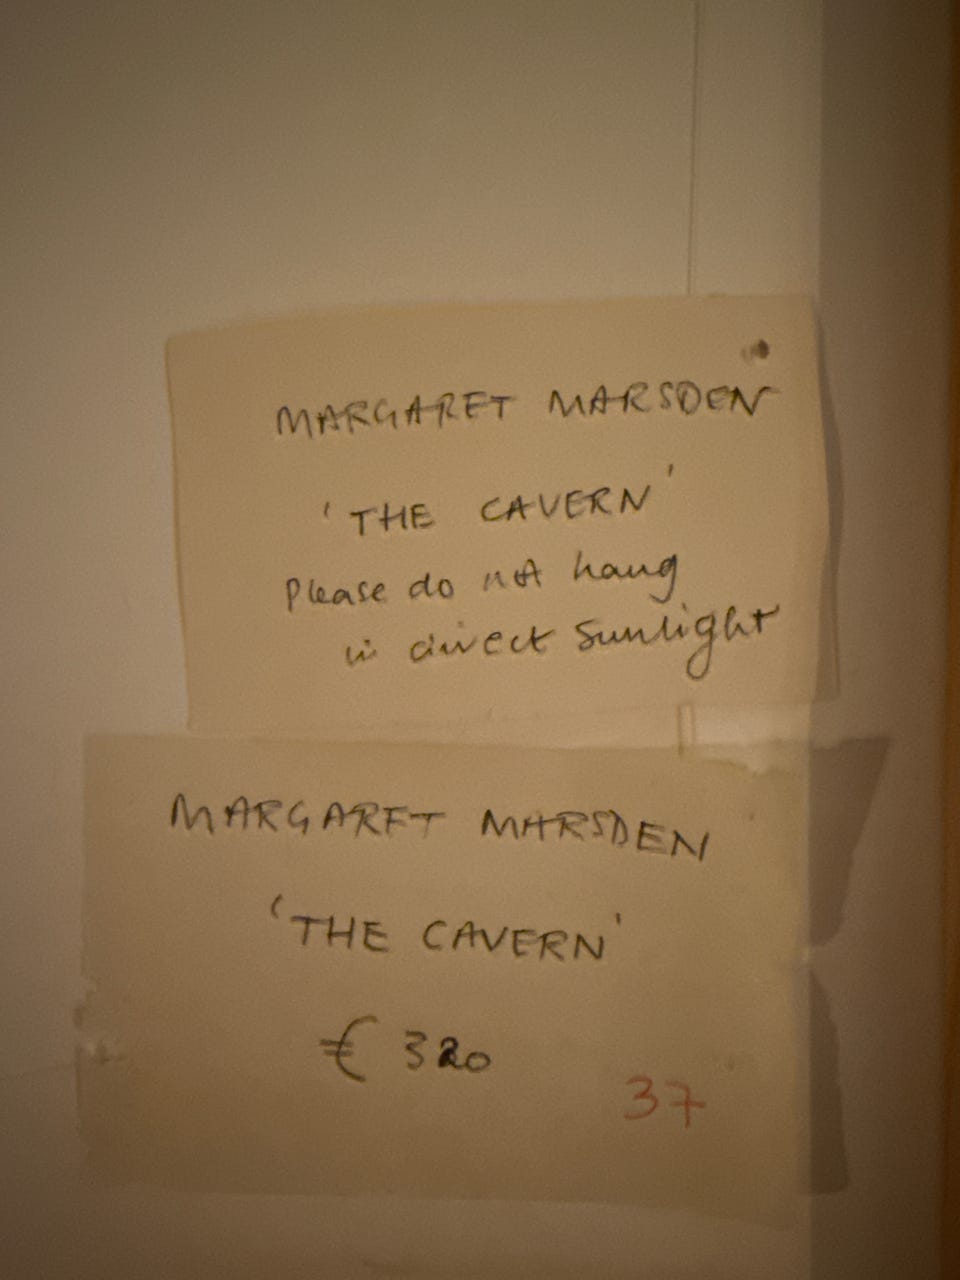 MARGARET MARSDEN
'THE CAVERN'
Please do not hang
in direct sunlight
MARGARET MARSDEN
'THE CAVERN'
€ 320
37